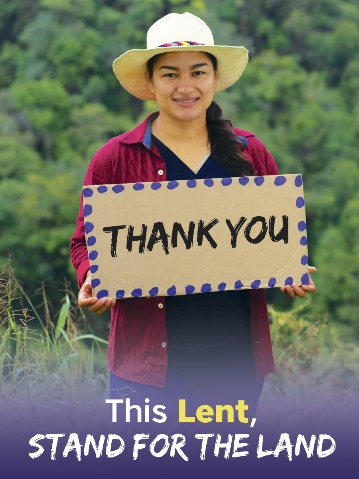 THANK YOU
This Lent,
STAND FOR THE LAND